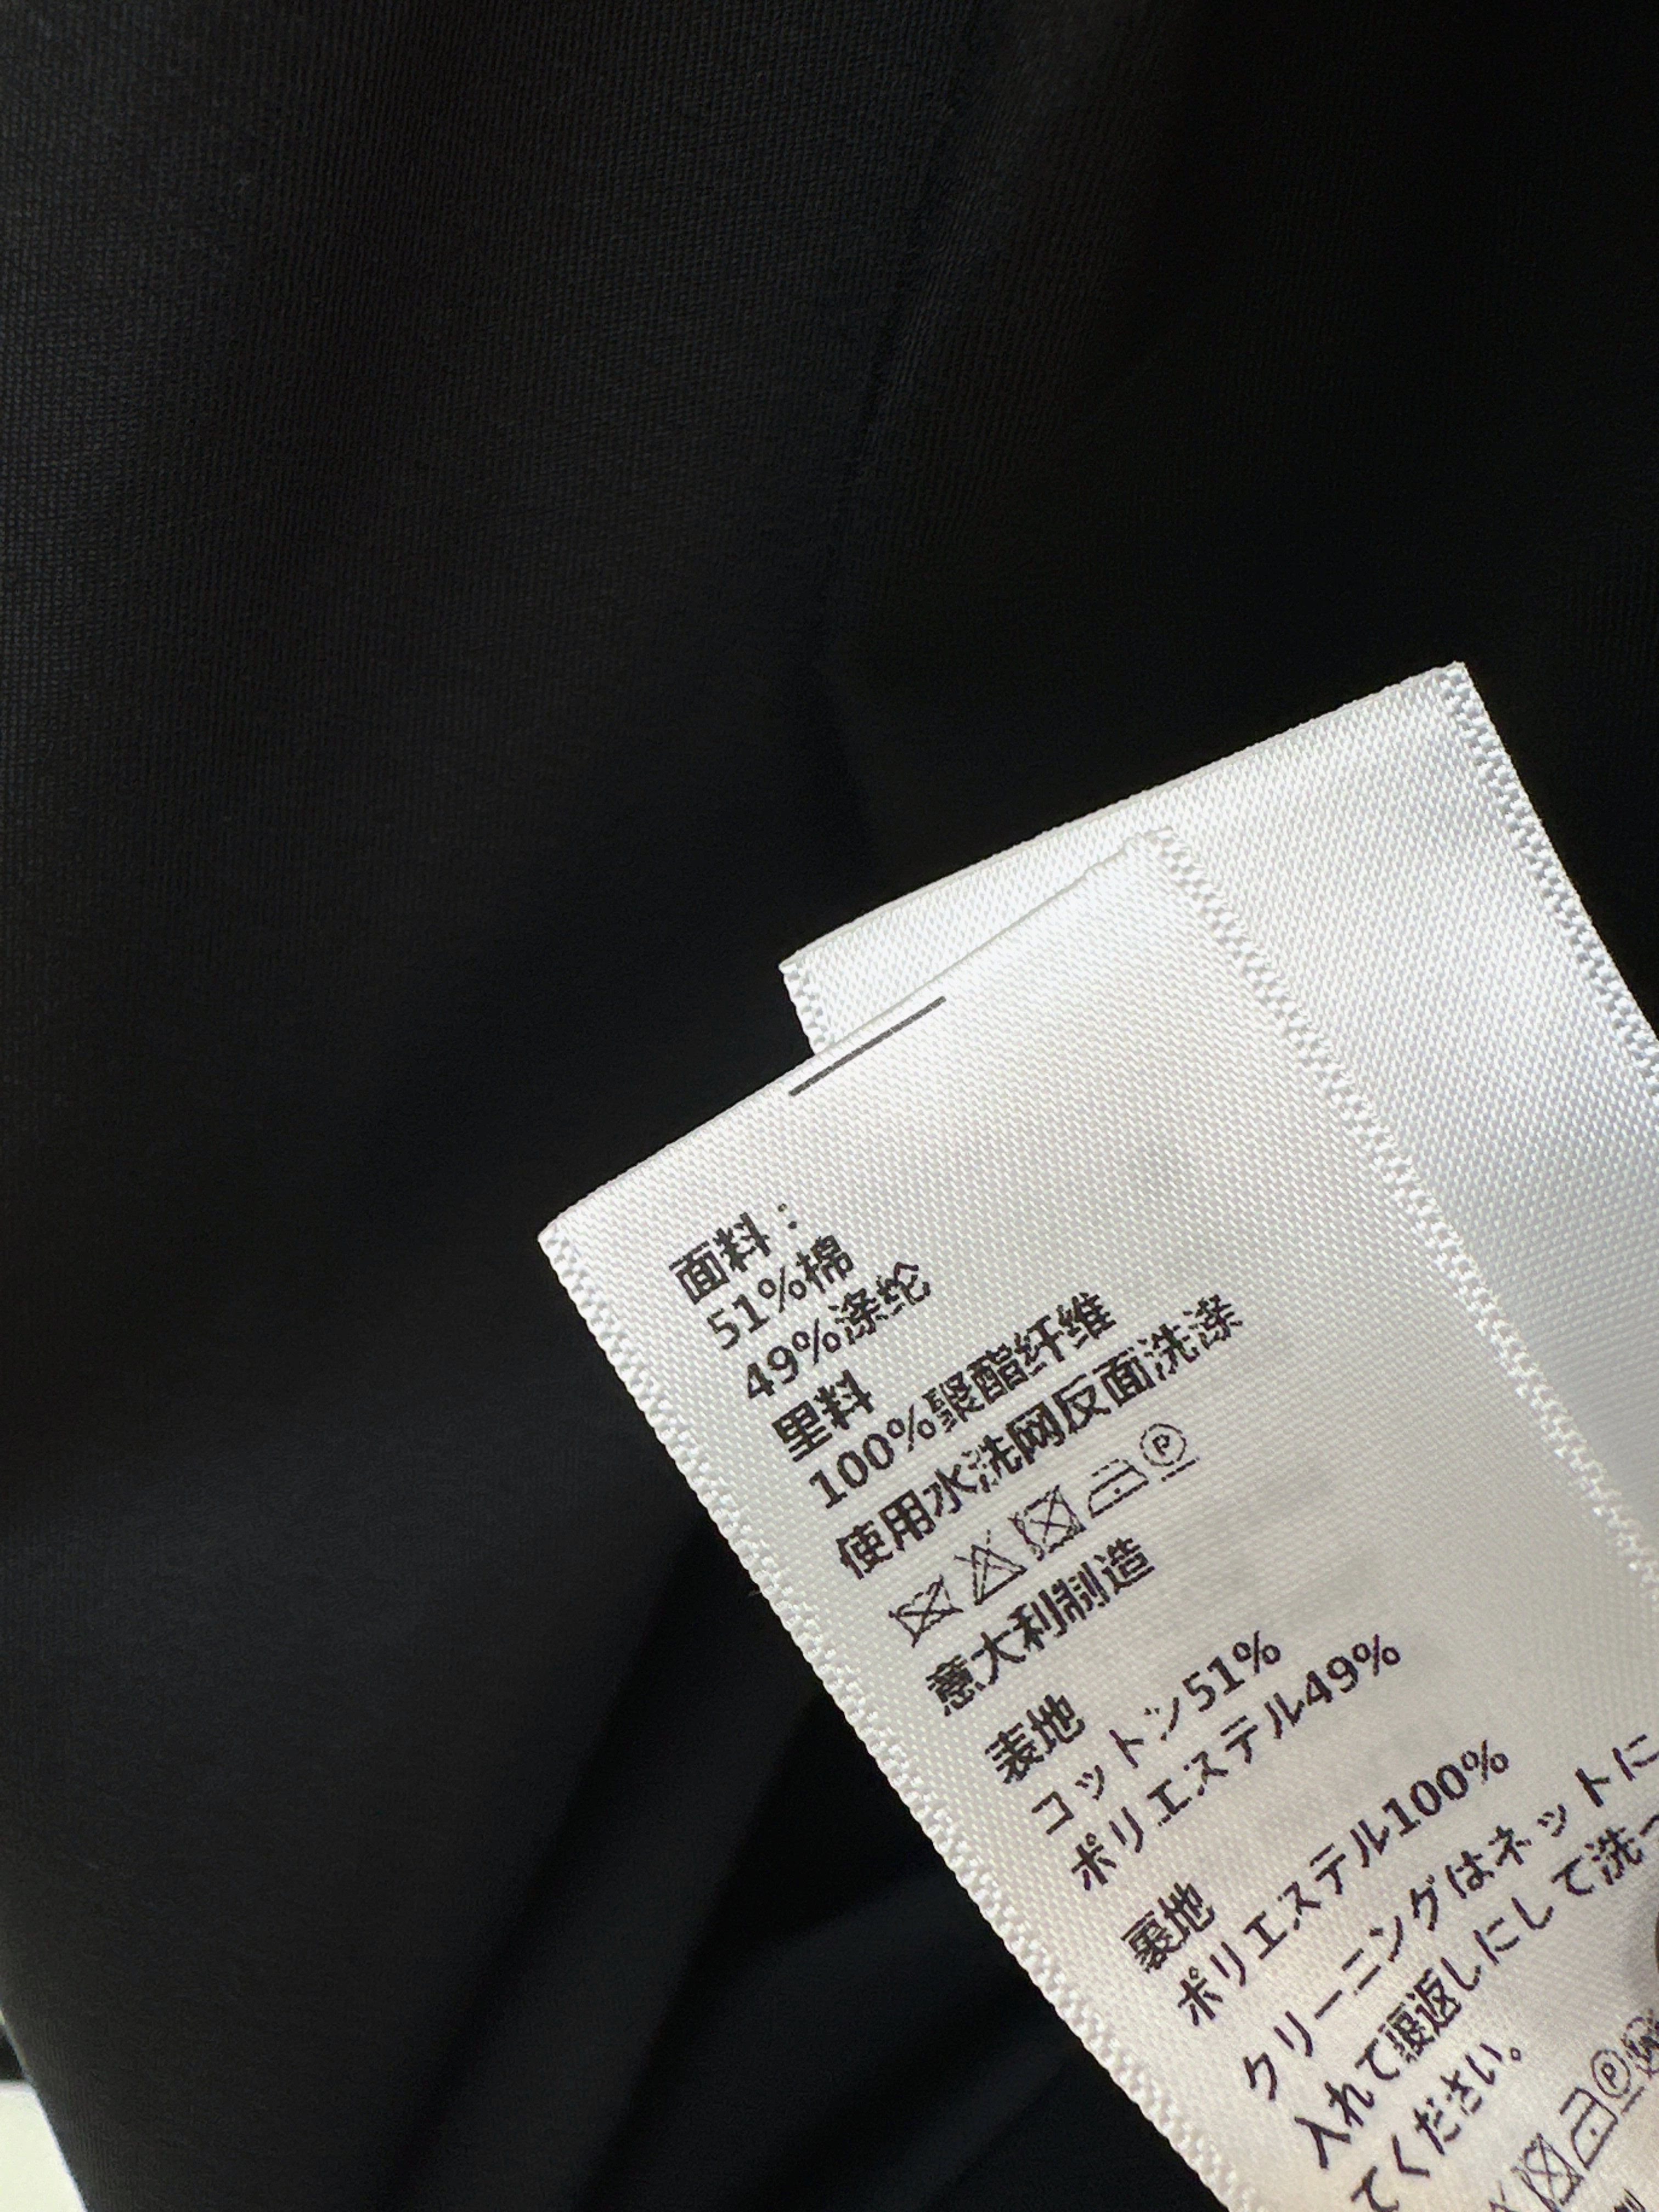 面料：
51%棉
49%涤纶
里料
100%聚酯纤维
使用水洗网反面洗涤
P
意大利制造
表地
コットン51%
ポリエステル49%
裏地
ポリエステル100%
クリーニングはネットに
入れて裏返しにして洗っ
てください。
P